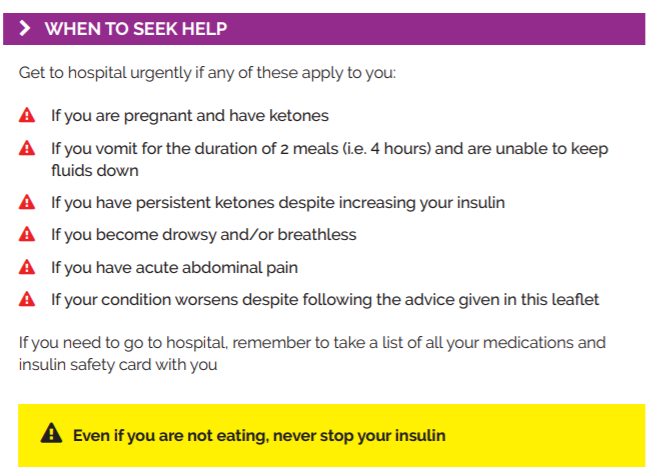 WHEN TO SEEK HELP
Get to hospital urgently if any of these apply to you:
If you are pregnant and have ketones
If you vomit for the duration of 2 meals (i.e. 4 hours) and are unable to keep
fluids down
If you have persistent ketones despite increasing your insulin
If you become drowsy and/or breathless
If you have acute abdominal pain
If your condition worsens despite following the advice given in this leaflet
If you need to go to hospital, remember to take a list of all your medications and
insulin safety card with you
Even if you are not eating, never stop your insulin